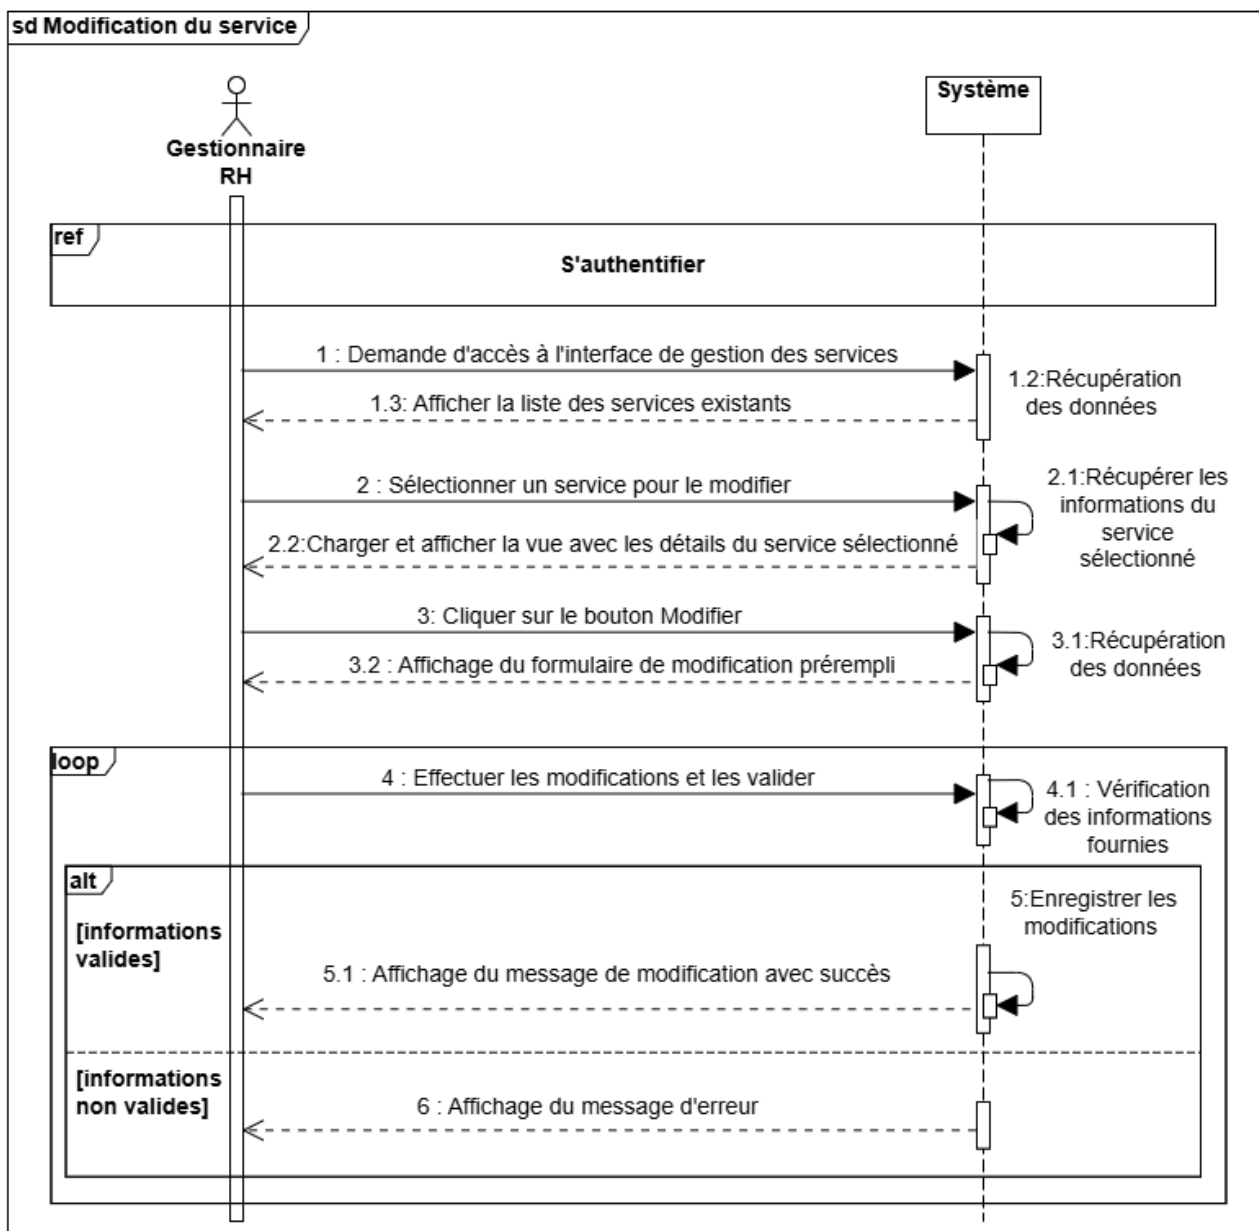 sd Modification du service
Système
Gestionnaire
RH
ref
S'authentifier
1 : Demande d'accès à l'interface de gestion des services
1.2:Récupération
des données
1.3: Afficher la liste des services existants
2 : Sélectionner un service pour le modifier
2.1:Récupérer les
informations du
service
sélectionné
2.2:Charger et afficher la vue avec les détails du service sélectionné
3: Cliquer sur le bouton Modifier
3.1:Récupération
des données
3.2 : Affichage du formulaire de modification prérempli
loop
4 : Effectuer les modifications et les valider
4.1 : Vérification
des informations
fournies
alt
[informations
valides]
5:Enregistrer les
modifications
5.1 : Affichage du message de modification avec succès
[informations
non valides]
6 : Affichage du message d'erreur